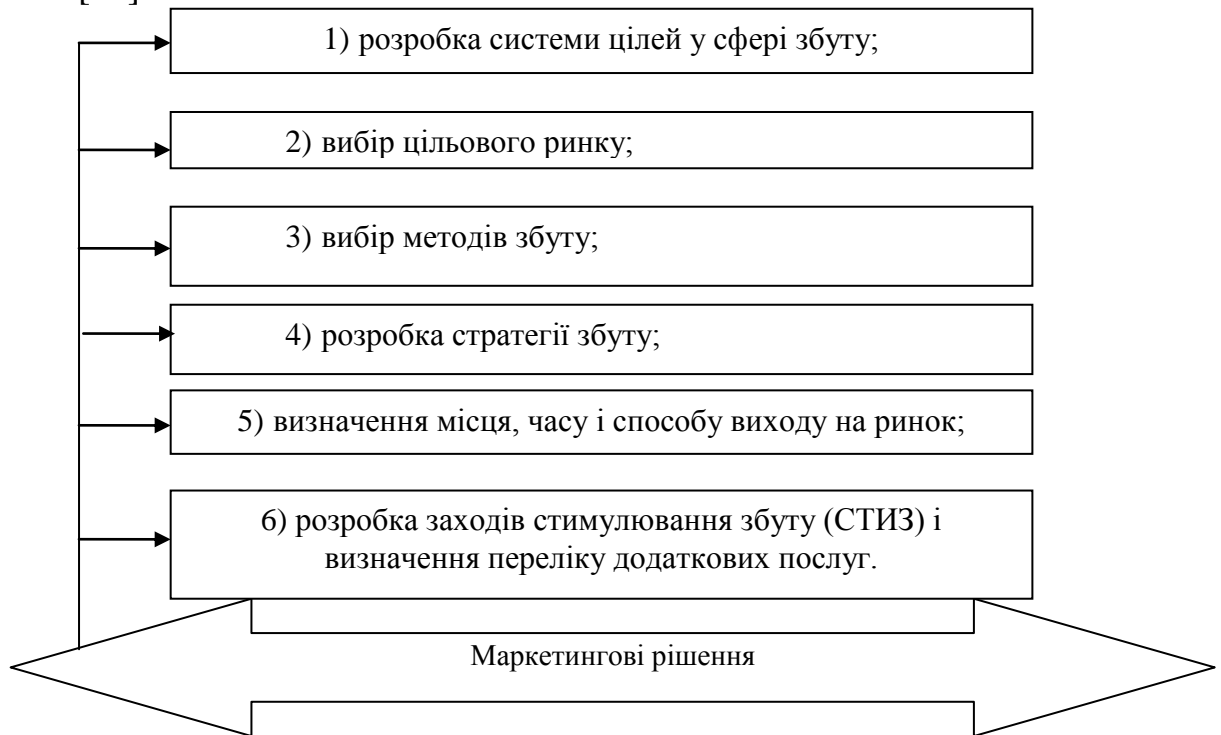 1) розробка системи цілей у сфері збуту;
2) вибір цільового ринку;
3) вибір методів збуту;
4) розробка стратегії збуту;
5) визначення місця, часу і способу виходу на ринок;
6) розробка заходів стимулювання збуту (СТИЗ) і
визначення переліку додаткових послуг.
Маркетингові рішення